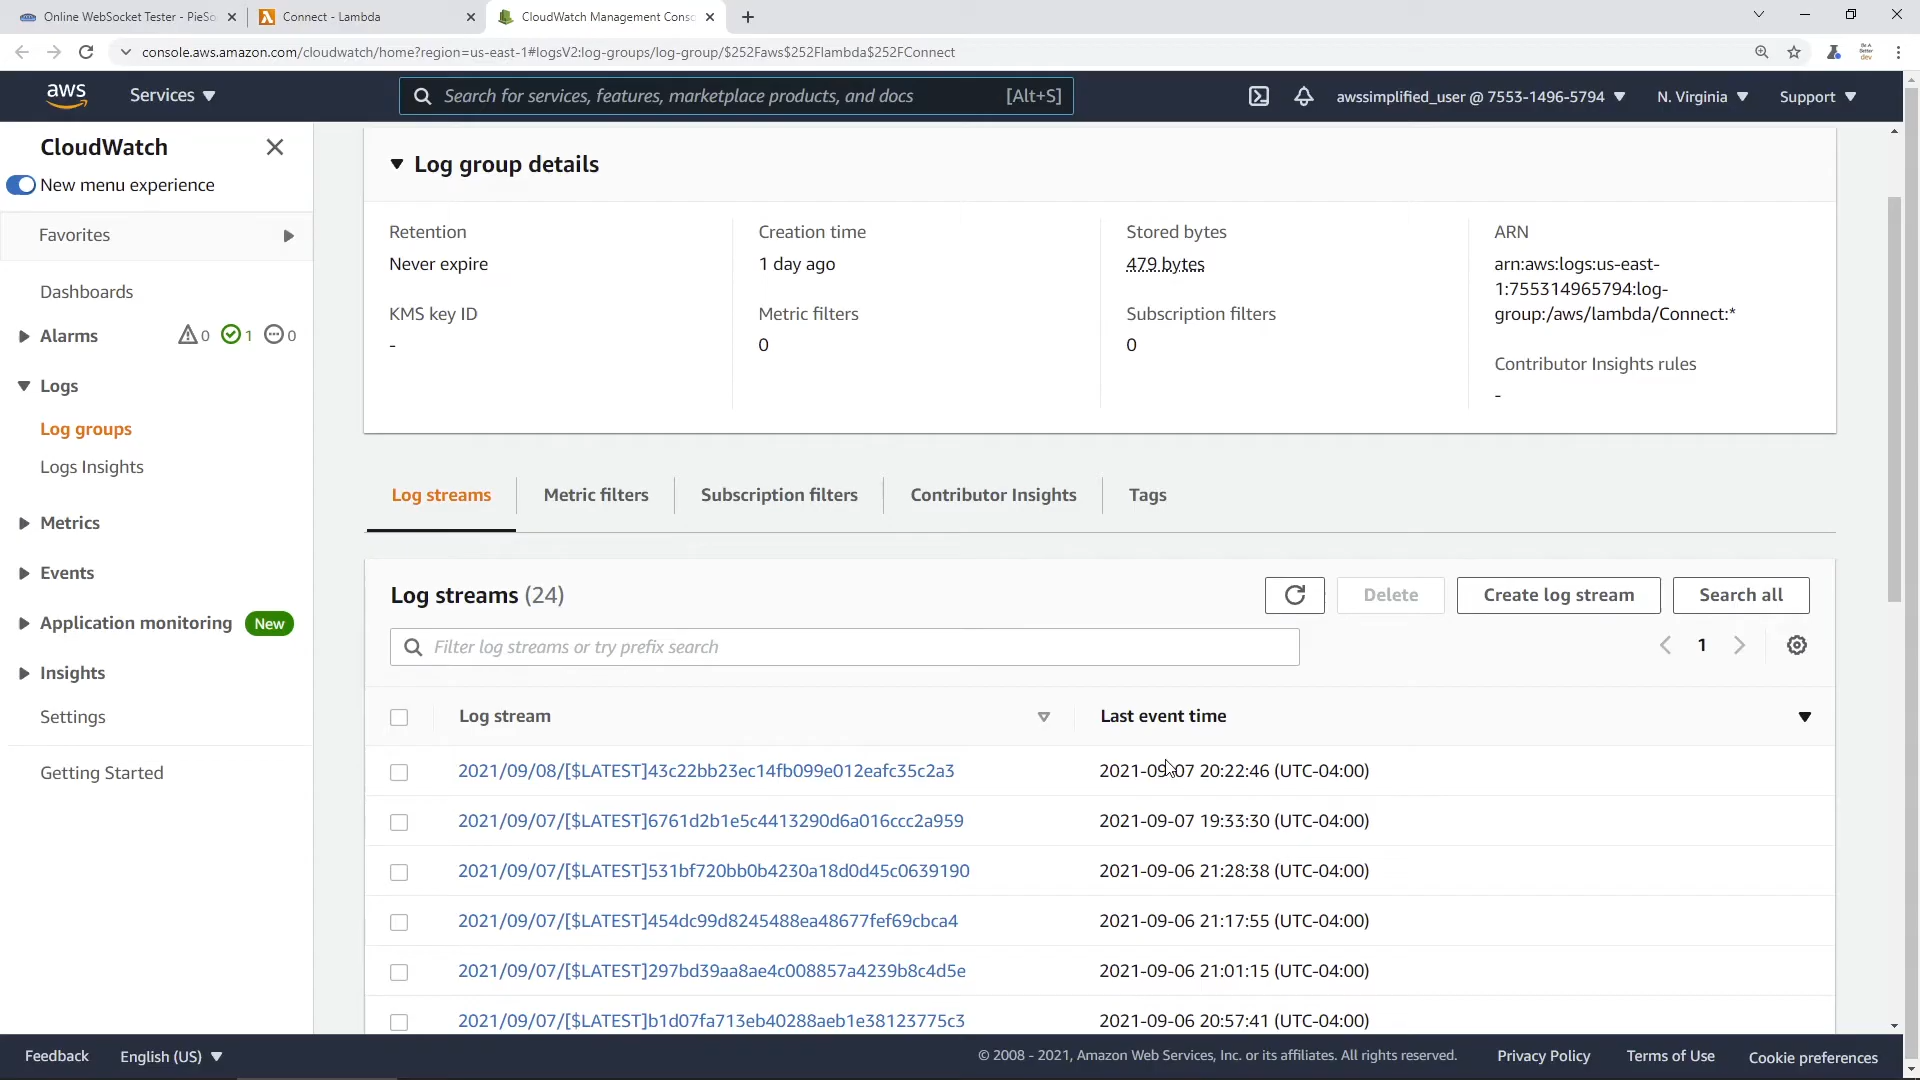 Online WebSocket Tester - PieSo
Connect - Lambda
CloudWatch Management Conso
console.aws.amazon.com/cloudwatch/home?region=us-east-1#logsV2:log-groups/log-group/$252Faws$252Flambda$252FConnect
aws
Services
Search for services, features, marketplace products, and docs
[Alt+S]
awssimplified_user @ 7553-1496-5794
N. Virginia
Support
CloudWatch
New menu experience
Favorites
Dashboards
Alarms
0
1
0
Logs
Log groups
Logs Insights
Metrics
Events
Application monitoring
New
Insights
Settings
Getting Started
Log group details
Retention
Never expire
KMS key ID
-
Creation time
1 day ago
Metric filters
0
Stored bytes
479 bytes
Subscription filters
0
ARN
arn:aws:logs:us-east-
1:755314965794:log-
group:/aws/lambda/Connect:*
Contributor Insights rules
-
Log streams
Metric filters
Subscription filters
Contributor Insights
Tags
Log streams (24)
Delete
Create log stream
Search all
Filter log streams or try prefix search
1
Log stream
Last event time
2021/09/08/[$LATEST]43c22bb23ec14fb099e012eafc35c2a3
2021-09-07 20:22:46 (UTC-04:00)
2021/09/07/[$LATEST]6761d2b1e5c4413290d6a016ccc2a959
2021-09-07 19:33:30 (UTC-04:00)
2021/09/07/[$LATEST]531bf720bb0b4230a18d0d45c0639190
2021-09-06 21:28:38 (UTC-04:00)
2021/09/07/[$LATEST]454dc99d8245488ea48677fef69cbca4
2021-09-06 21:17:55 (UTC-04:00)
2021/09/07/[$LATEST]297bd39aa8ae4c008857a4239b8c4d5e
2021-09-06 21:01:15 (UTC-04:00)
2021/09/07/[$LATEST]b1d07fa713eb40288aeb1e38123775c3
2021-09-06 20:57:41 (UTC-04:00)
Feedback
English (US)
© 2008 - 2021, Amazon Web Services, Inc. or its affiliates. All rights reserved.
Privacy Policy
Terms of Use
Cookie preferences